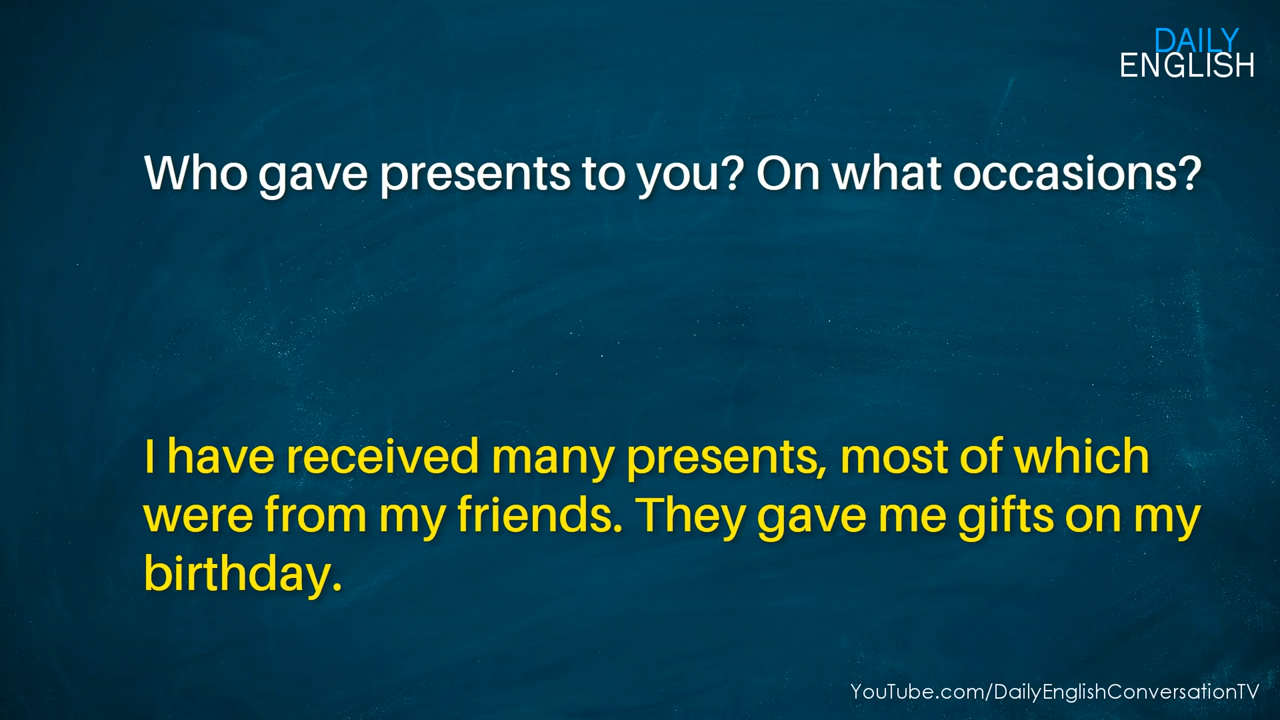 DAILY
ENGLISH
Who gave presents to you? On what occasions?
I have received many presents, most of which
were from my friends. They gave me gifts on my
birthday.
YouTube.com/DailyEnglishConversationTV